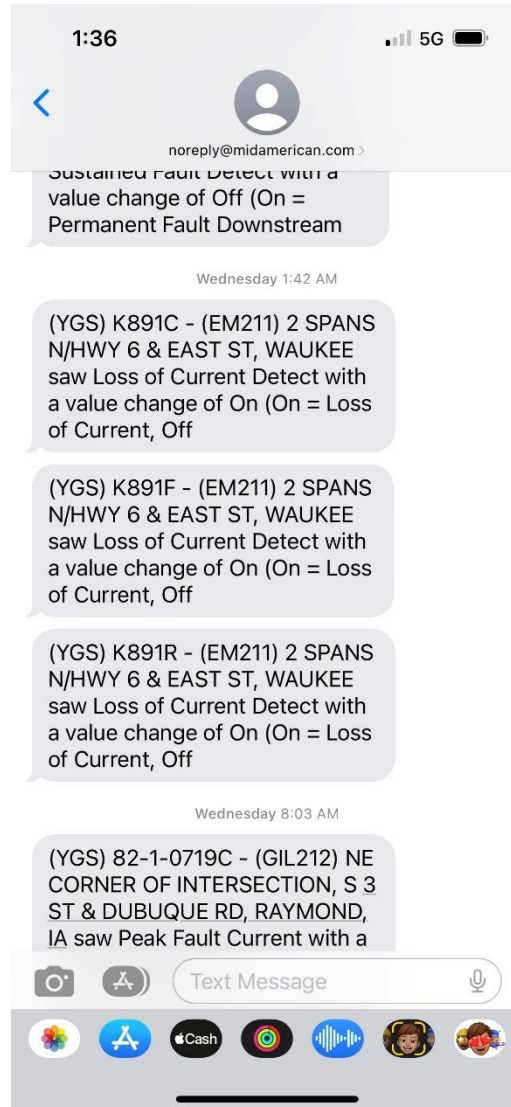 1:36
5G
noreply@midamerican.com
Sustained Fault Detect with a
value change of Off (On =
Permanent Fault Downstream
Wednesday 1:42 AM
(YGS) K891C - (EM211) 2 SPANS
N/HWY 6 & EAST ST, WAUKEE
saw Loss of Current Detect with
a value change of On (On = Loss
of Current, Off
(YGS) K891F - (EM211) 2 SPANS
N/HWY 6 & EAST ST, WAUKEE
saw Loss of Current Detect with
a value change of On (On = Loss
of Current, Off
(YGS) K891R - (EM211) 2 SPANS
N/HWY 6 & EAST ST, WAUKEE
saw Loss of Current Detect with
a value change of On (On = Loss
of Current, Off
Wednesday 8:03 AM
(YGS) 82-1-0719C - (GIL212) NE
CORNER OF INTERSECTION, S 3
ST & DUBUQUE RD, RAYMOND,
IA saw Peak Fault Current with a
Text Message
Cash